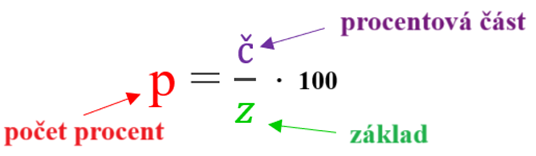 procentová část
p = č / z · 100
počet procent
základ